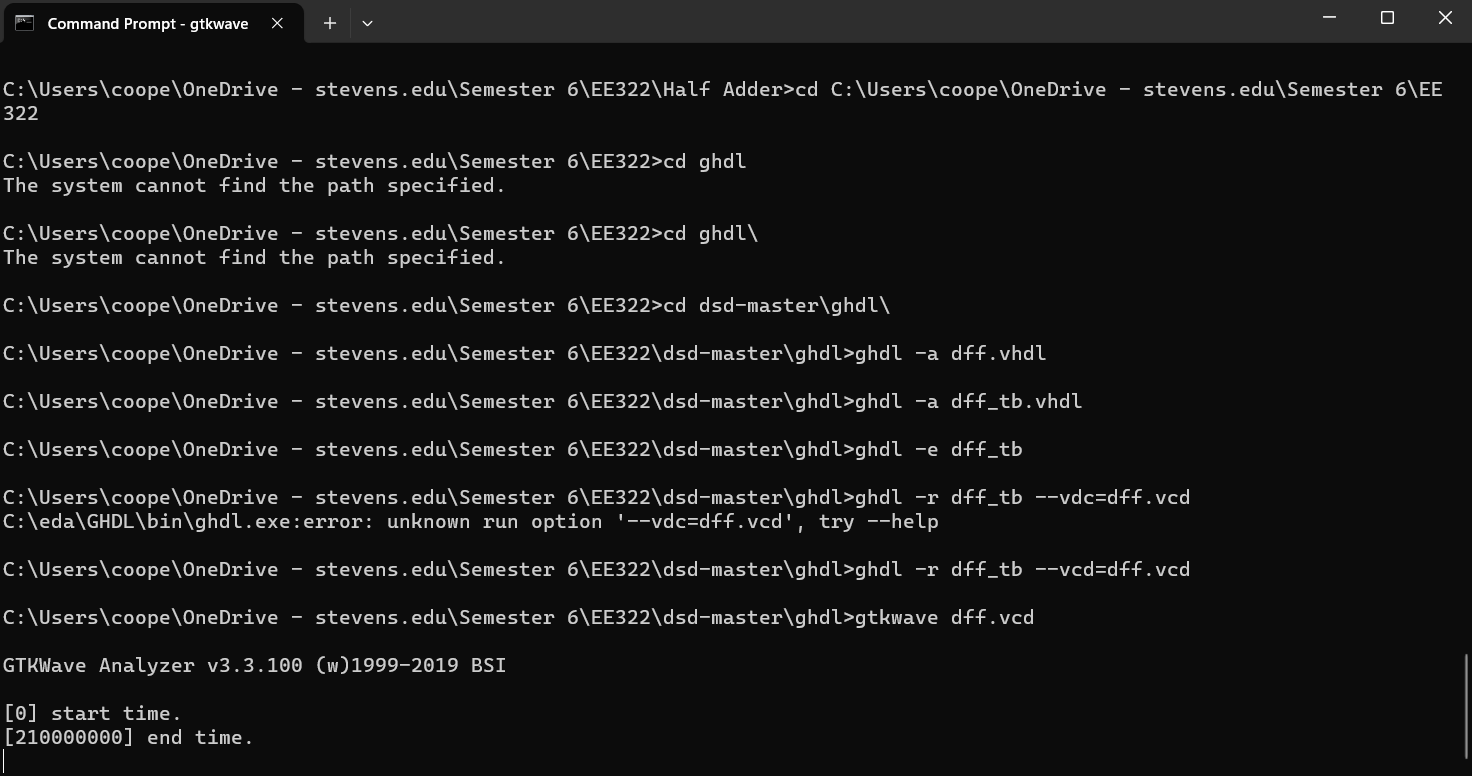 Command Prompt - gtkwave
C:\Users\coope\OneDrive - stevens.edu\Semester 6\EE322\Half Adder>cd C:\Users\coope\OneDrive - stevens.edu\Semester 6\EE
322
C:\Users\coope\OneDrive - stevens.edu\Semester 6\EE322>cd ghdl
The system cannot find the path specified.
C:\Users\coope\OneDrive - stevens.edu\Semester 6\EE322>cd ghdl\
The system cannot find the path specified.
C:\Users\coope\OneDrive - stevens.edu\Semester 6\EE322>cd dsd-master\ghdl\
C:\Users\coope\OneDrive - stevens.edu\Semester 6\EE322\dsd-master\ghdl>ghdl -a dff.vhdl
C:\Users\coope\OneDrive - stevens.edu\Semester 6\EE322\dsd-master\ghdl>ghdl -a dff_tb.vhdl
C:\Users\coope\OneDrive - stevens.edu\Semester 6\EE322\dsd-master\ghdl>ghdl -e dff_tb
C:\Users\coope\OneDrive - stevens.edu\Semester 6\EE322\dsd-master\ghdl>ghdl -r dff_tb --vdc=dff.vcd
C:\eda\GHDL\bin\ghdl.exe:error: unknown run option '--vdc=dff.vcd', try --help
C:\Users\coope\OneDrive - stevens.edu\Semester 6\EE322\dsd-master\ghdl>ghdl -r dff_tb --vcd=dff.vcd
C:\Users\coope\OneDrive - stevens.edu\Semester 6\EE322\dsd-master\ghdl>gtkwave dff.vcd
GTKWave Analyzer v3.3.100 (w)1999-2019 BSI
[0] start time.
[210000000] end time.